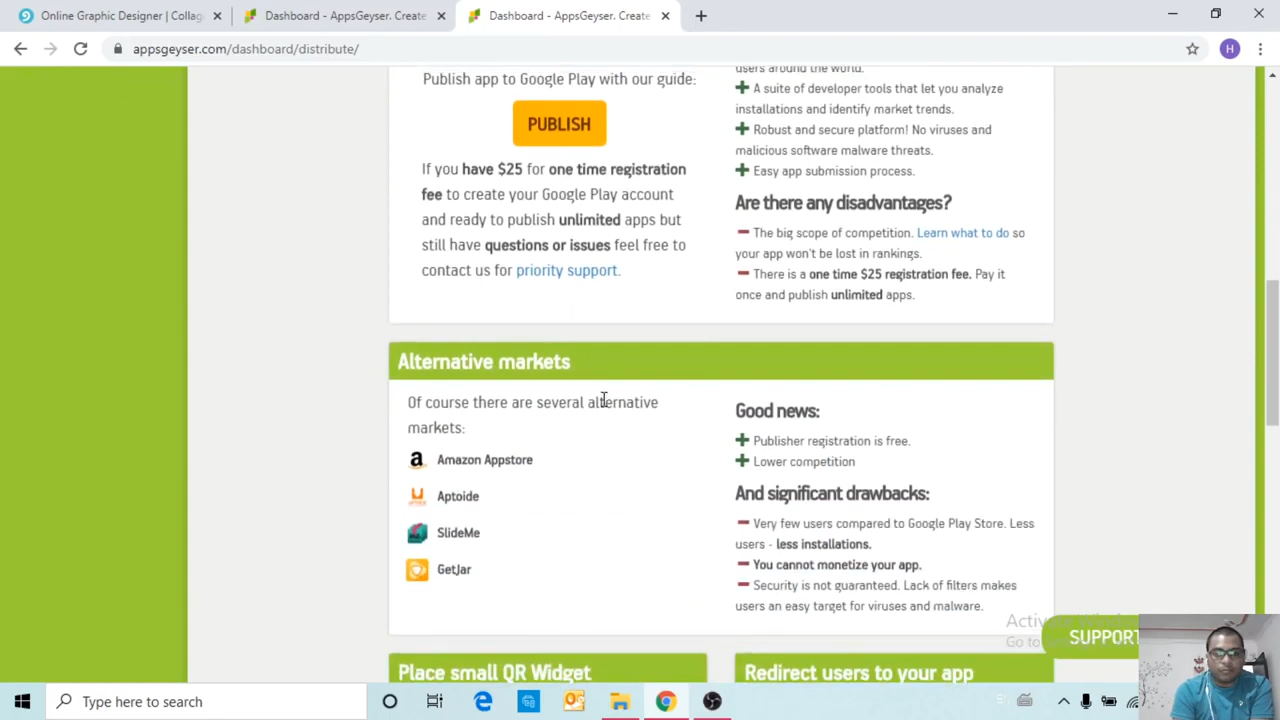 Online Graphic Designer | Collag
Dashboard - AppsGeyser. Create
Dashboard - AppsGeyser. Create
appsgeyser.com/dashboard/distribute/
H
Publish app to Google Play with our guide:
PUBLISH
If you have $25 for one time registration
fee to create your Google Play account
and ready to publish unlimited apps but
still have questions or issues feel free to
contact us for priority support.
users around the world.
A suite of developer tools that let you analyze
installations and identify market trends.
Robust and secure platform! No viruses and
malicious software malware threats.
Easy app submission process.
Are there any disadvantages?
The big scope of competition. Learn what to do so
your app won't be lost in rankings.
There is a one time $25 registration fee. Pay it
once and publish unlimited apps.
Alternative markets
Of course there are several alternative
markets:
Amazon Appstore
Aptoide
SlideMe
GetJar
Good news:
Publisher registration is free.
Lower competition
And significant drawbacks:
Very few users compared to Google Play Store. Less
users - less installations.
You cannot monetize your app.
Security is not guaranteed. Lack of filters makes
users an easy target for viruses and malware.
Place small QR Widget
Redirect users to your app
Go to
SUPPORT
Type here to search